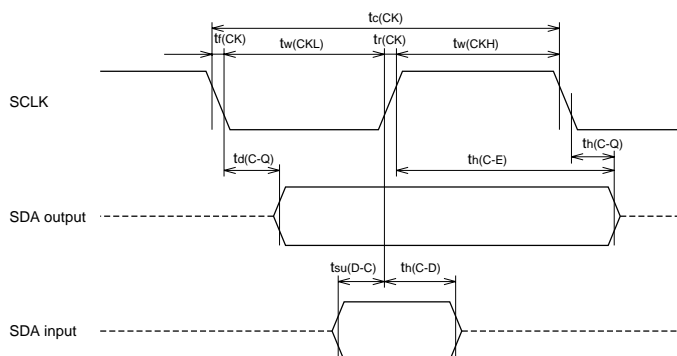 tc(CK)
tf(CK) tw(CKL) tr(CK) tw(CKH)
SCLK
td(C-Q) th(C-E) th(C-Q)
SDA output
tsu(D-C) th(C-D)
SDA input